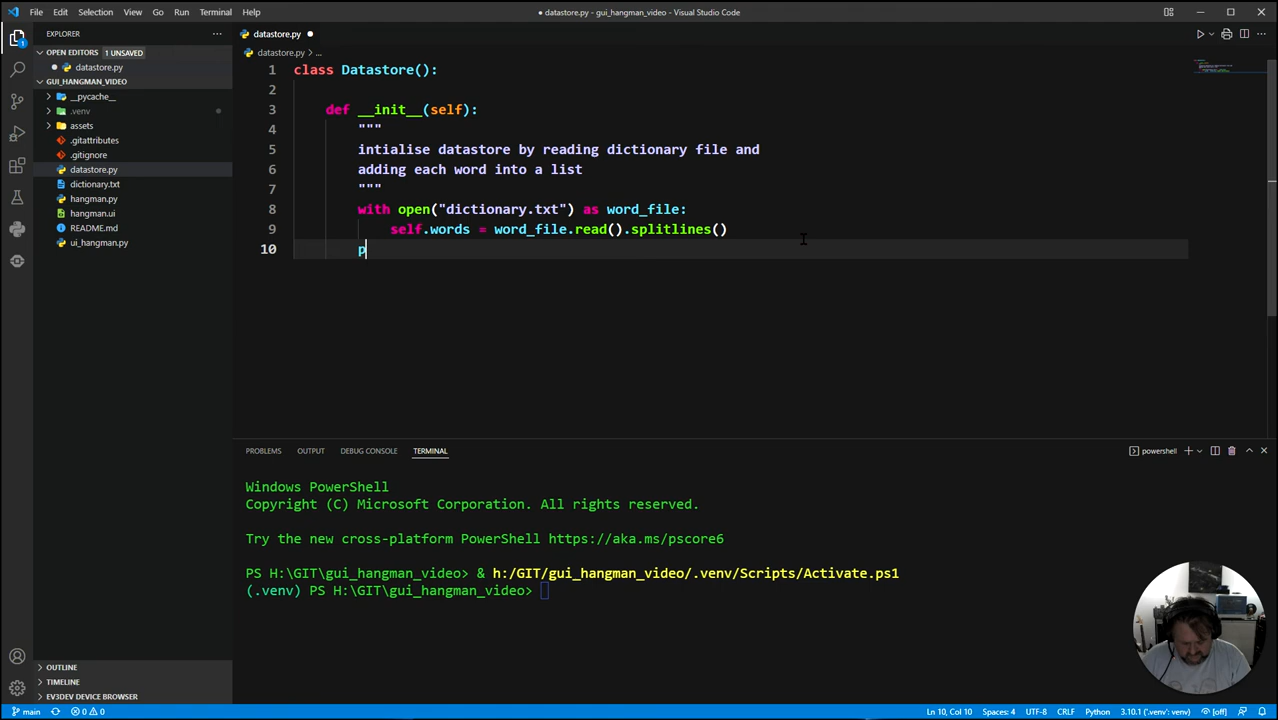 File Edit Selection View Go Run Terminal Help
● datastore.py - gui_hangman_video - Visual Studio Code
EXPLORER
OPEN EDITORS 1 UNSAVED
datastore.py
GUI_HANGMAN_VIDEO
__pycache__
.venv
assets
.gitattributes
.gitignore
datastore.py
dictionary.txt
hangman.py
hangman.ui
README.md
ui_hangman.py
OUTLINE
TIMELINE
EV3DEV DEVICE BROWSER
datastore.py
datastore.py > ...
1 class Datastore():
2
3 def __init__(self):
4 """
5 intialise datastore by reading dictionary file and
6 adding each word into a list
7 """
8 with open("dictionary.txt") as word_file:
9 self.words = word_file.read().splitlines()
10 p
PROBLEMS OUTPUT DEBUG CONSOLE TERMINAL
powershell
Windows PowerShell
Copyright (C) Microsoft Corporation. All rights reserved.
Try the new cross-platform PowerShell https://aka.ms/pscore6
PS H:\GIT\gui_hangman_video> & h:/GIT/gui_hangman_video/.venv/Scripts/Activate.ps1
(.venv) PS H:\GIT\gui_hangman_video>
main 0 0 Ln 10, Col 10 Spaces: 4 UTF-8 CRLF Python 3.10.1 ('.venv': venv) [off]